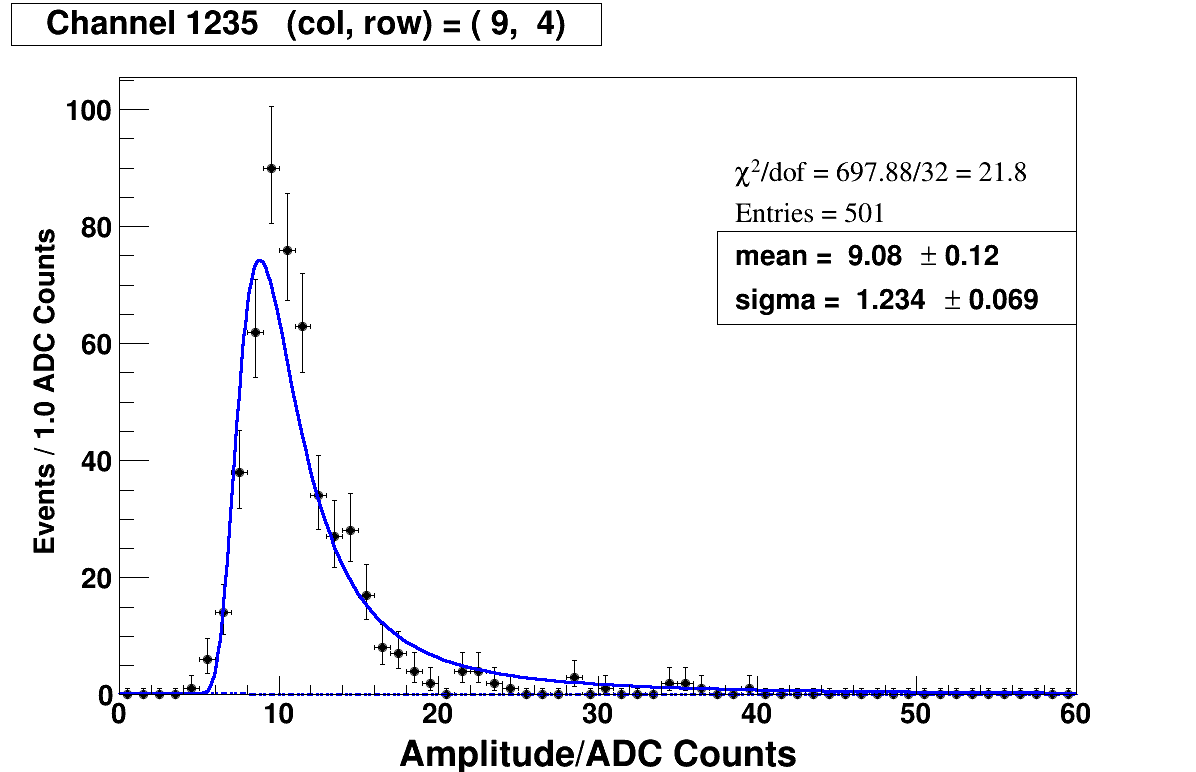 Channel 1235 (col, row) = ( 9, 4)
100
80
60
40
20
0
Events / 1.0 ADC Counts
χ²/dof = 697.88/32 = 21.8
Entries = 501
mean = 9.08 ± 0.12
sigma = 1.234 ± 0.069
0 10 20 30 40 50 60
Amplitude/ADC Counts